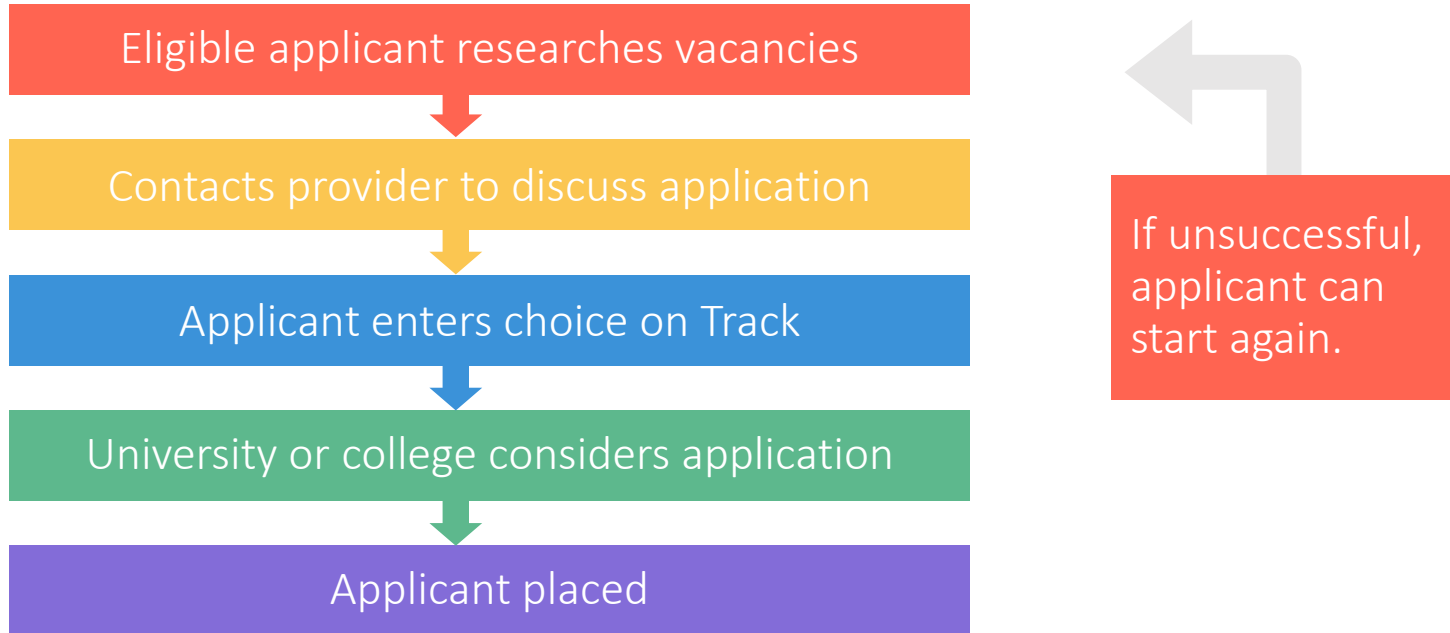 Eligible applicant researches vacancies
Contacts provider to discuss application
Applicant enters choice on Track
University or college considers application
Applicant placed
If unsuccessful,
applicant can
start again.